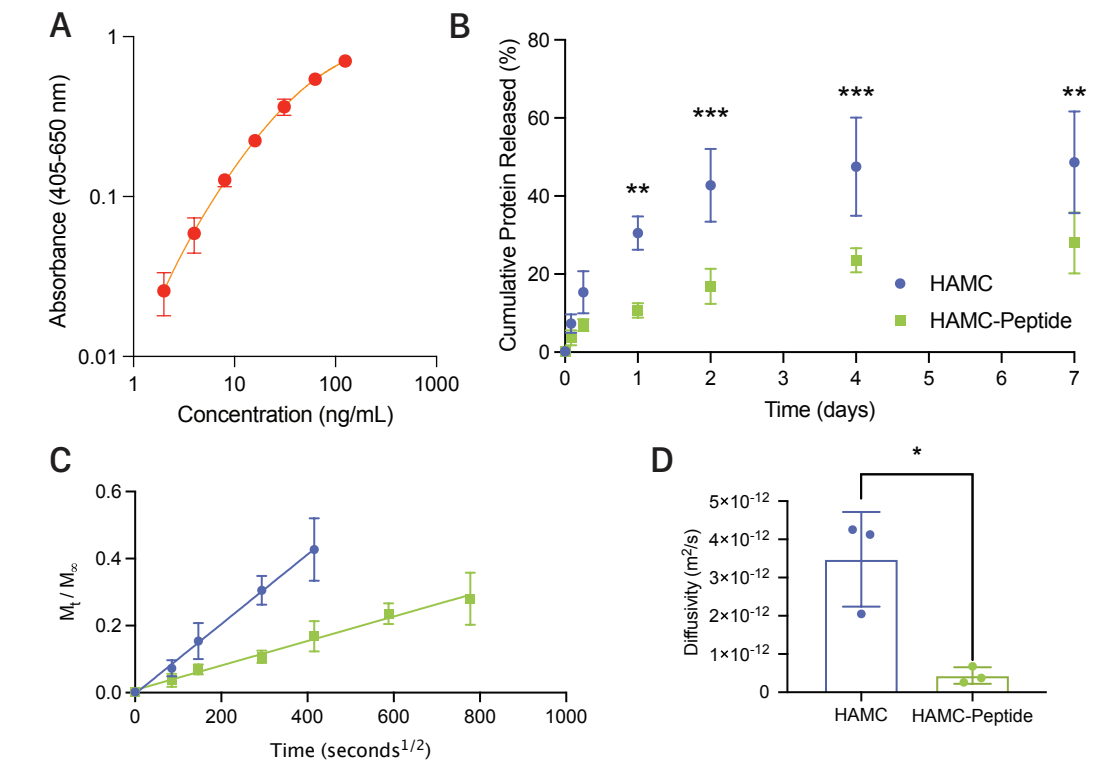 A
B
1
0.1
0.01
Absorbance (405-650 nm)
1 10 100 1000
Concentration (ng/mL)
80
60
40
20
0
Cumulative Protein Released (%)
**
***
***
**
HAMC
HAMC-Peptide
0 1 2 3 4 5 6 7
Time (days)
C
D
0.6
0.4
0.2
0.0
Mt / M∞
0 200 400 600 800 1000
Time (seconds1/2)
*
5×10-12
4×10-12
3×10-12
2×10-12
1×10-12
0
Diffusivity (m2/s)
HAMC HAMC-Peptide